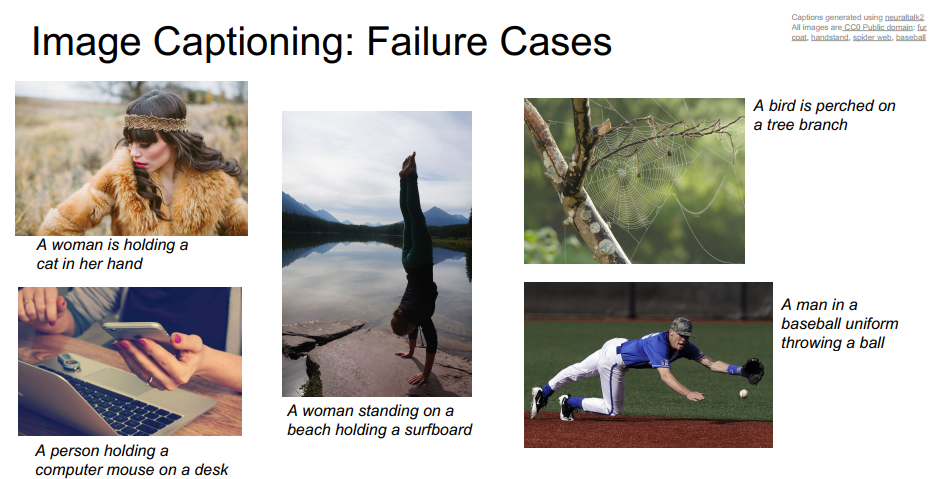 Image Captioning: Failure Cases
Captions generated using neuraltalk2
All images are CC0 Public domain: fur
coat, handstand, spider web, baseball
A woman is holding a
cat in her hand
A person holding a
computer mouse on a desk
A woman standing on a
beach holding a surfboard
A bird is perched on
a tree branch
A man in a
baseball uniform
throwing a ball